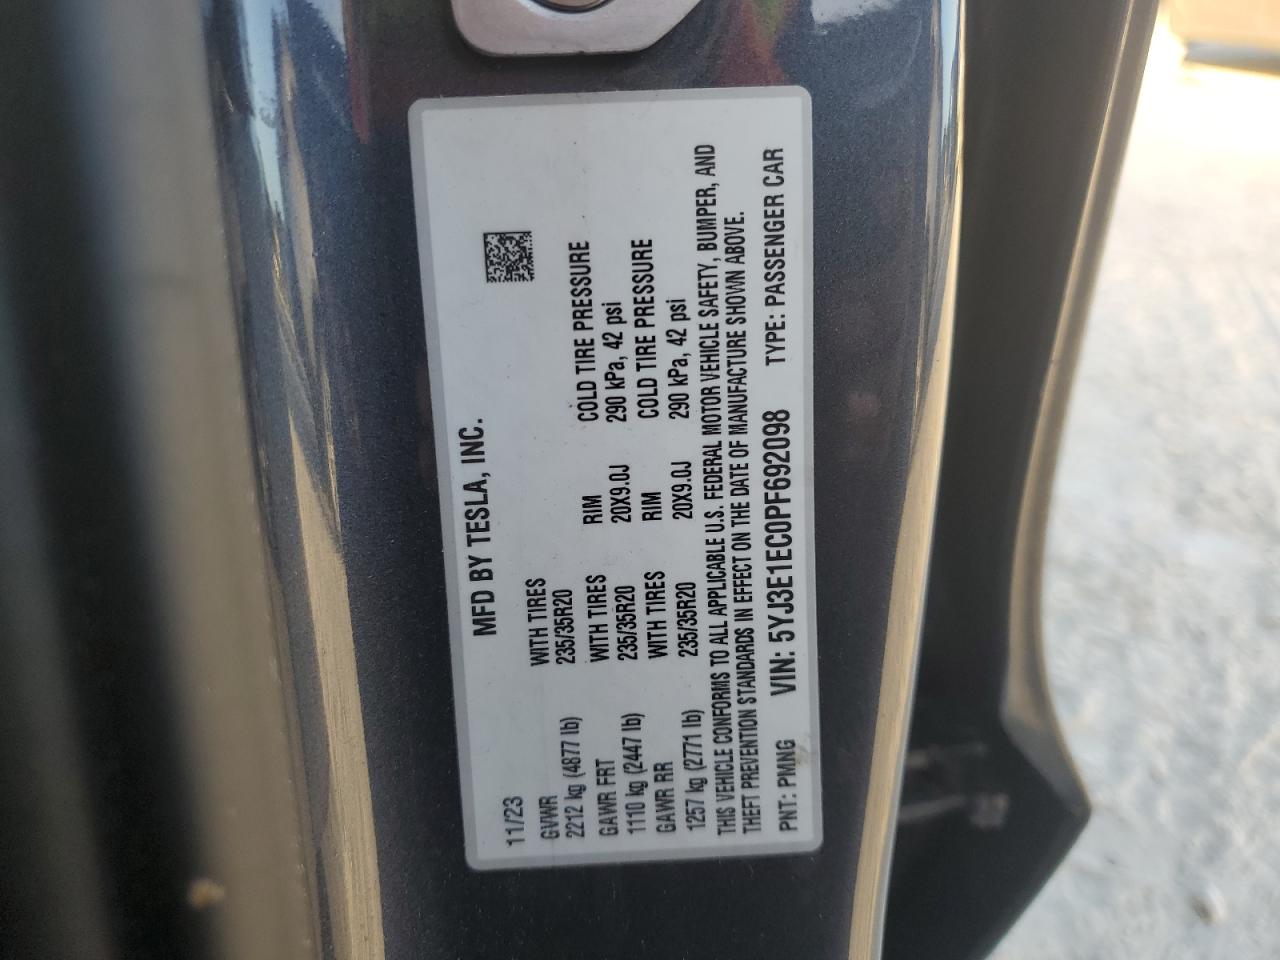 MFD BY TESLA, INC.
11/23
GVWR WITH TIRES
2212 kg (4877 lb) 235/35R20
GAWR FRT WITH TIRES RIM COLD TIRE PRESSURE
1110 kg (2447 lb) 235/35R20 20X9.0J 290 kPa, 42 psi
GAWR RR WITH TIRES RIM COLD TIRE PRESSURE
1257 kg (2771 lb) 235/35R20 20X9.0J 290 kPa, 42 psi
THIS VEHICLE CONFORMS TO ALL APPLICABLE U.S. FEDERAL MOTOR VEHICLE SAFETY, BUMPER, AND
THEFT PREVENTION STANDARDS IN EFFECT ON THE DATE OF MANUFACTURE SHOWN ABOVE.
PNT: PMNG VIN: 5YJ3E1EC0PF692098 TYPE: PASSENGER CAR